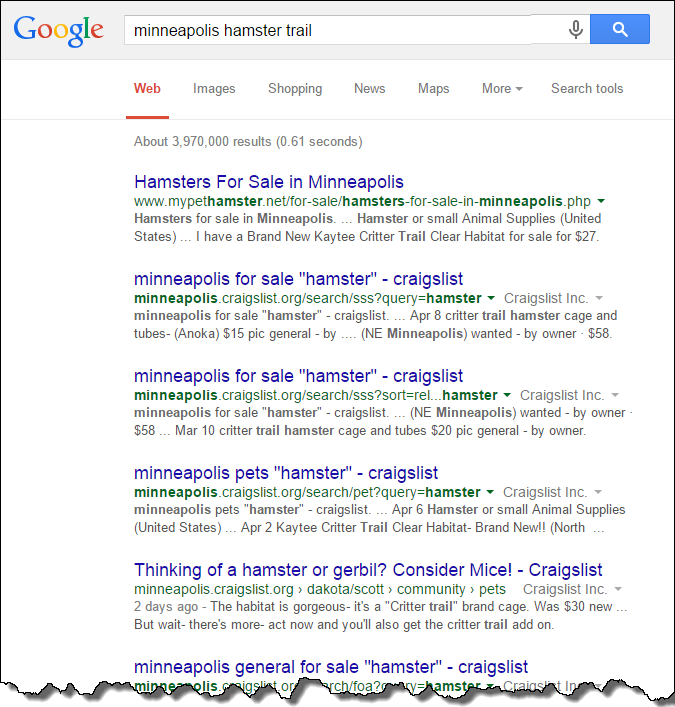 Google
minneapolis hamster trail
Web Images Shopping News Maps More Search tools
About 3,970,000 results (0.61 seconds)
Hamsters For Sale in Minneapolis
www.mypethamster.net/for-sale/hamsters-for-sale-in-minneapolis.php
Hamsters for sale in Minneapolis. ... Hamster or small Animal Supplies (United
States) ... I have a Brand New Kaytee Critter Trail Clear Habitat for sale for $27.
minneapolis for sale "hamster" - craigslist
minneapolis.craigslist.org/search/sss?query=hamster Craigslist Inc.
minneapolis for sale "hamster" - craigslist. ... Apr 8 critter trail hamster cage and
tubes- (Anoka) $15 pic general - by .... (NE Minneapolis) wanted - by owner · $58.
minneapolis for sale "hamster" - craigslist
minneapolis.craigslist.org/search/sss?sort=rel...hamster Craigslist Inc.
minneapolis for sale "hamster" - craigslist. ... (NE Minneapolis) wanted - by owner ·
$58 ... Mar 10 critter trail hamster cage and tubes $20 pic general - by owner.
minneapolis pets "hamster" - craigslist
minneapolis.craigslist.org/search/pet?query=hamster Craigslist Inc.
minneapolis pets "hamster" - craigslist. ... Apr 6 Hamster or small Animal Supplies
(United States) ... Apr 2 Kaytee Critter Trail Clear Habitat- Brand New!! (North ...
Thinking of a hamster or gerbil? Consider Mice! - Craigslist
minneapolis.craigslist.org › dakota/scott › community › pets Craigslist Inc.
2 days ago - The habitat is gorgeous- it's a "Critter trail" brand cage. Was $30 new ...
But wait- there's more- act now and you'll also get the critter trail add on.
minneapolis general for sale "hamster" - craigslist
minneapolis.craigslist.org/search/foa?query=hamster Craigslist Inc.